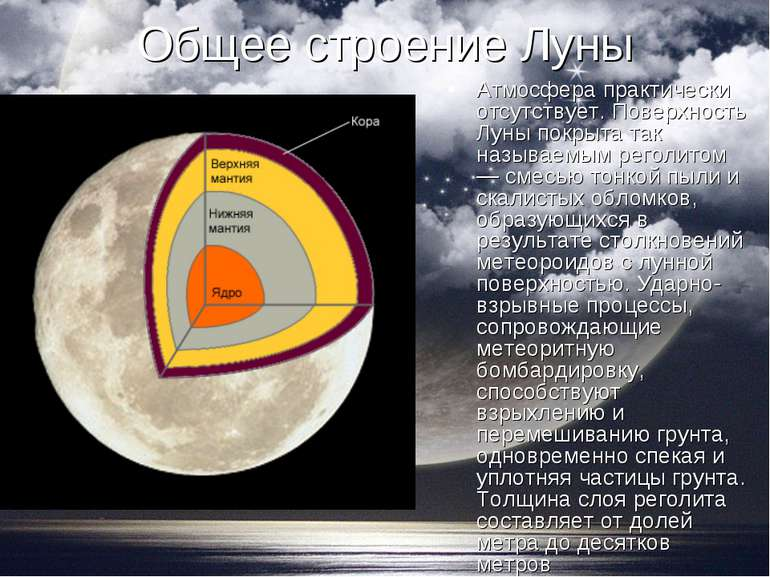 Общее строение Луны
Кора
Верхняя
мантия
Нижняя
мантия
Ядро
Атмосфера практически
отсутствует. Поверхность
Луны покрыта так
называемым реголитом
— смесью тонкой пыли и
скалистых обломков,
образующихся в
результате столкновений
метеороидов с лунной
поверхностью. Ударно-
взрывные процессы,
сопровождающие
метеоритную
бомбардировку,
способствуют
взрыхлению и
перемешиванию грунта,
одновременно спекая и
уплотняя частицы грунта.
Толщина слоя реголита
составляет от долей
метра до десятков
метров